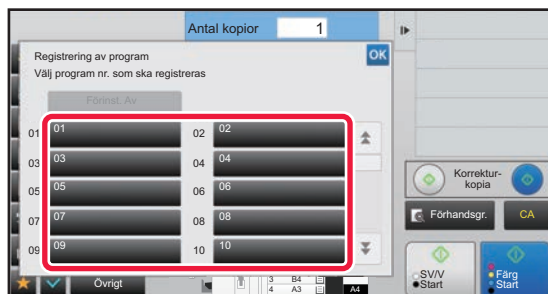 Antal kopior 1
Registrering av program
OK
Välj program nr. som ska registreras
Förinst. Av
01 01 02 02
03 03 04 04
05 05 06 06
07 07 08 08
09 09 10 10
Korrektur-
kopia
Förhandsgr.
CA
SV/V
Start
Färg
Start
Övrigt
3 B4
4 A3
A4